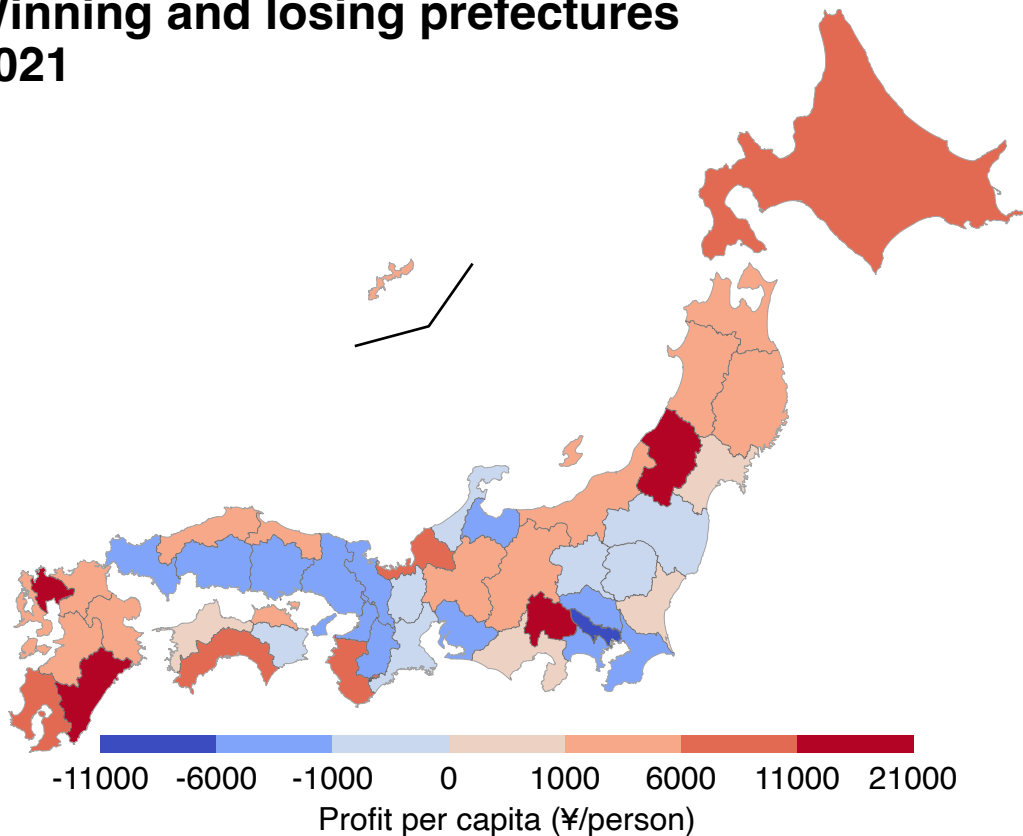 inning and losing prefectures
021
-11000 -6000 -1000 0 1000 6000 11000 21000
Profit per capita (¥/person)